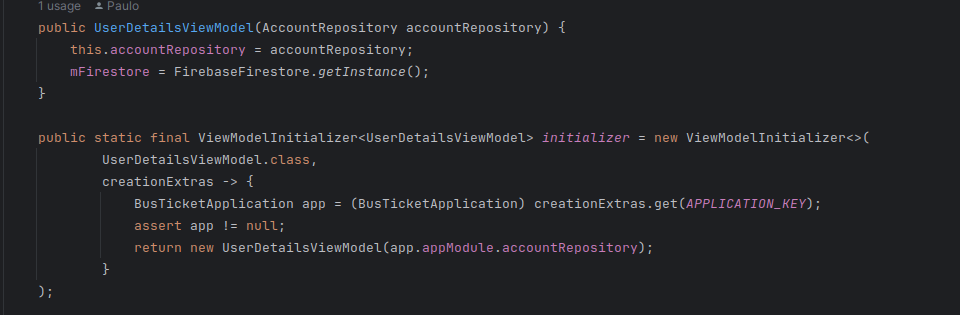 1 usage Paulo
public UserDetailsViewModel(AccountRepository accountRepository) {
this.accountRepository = accountRepository;
mFirestore = FirebaseFirestore.getInstance();
}
public static final ViewModelInitializer<UserDetailsViewModel> initializer = new ViewModelInitializer<>(
UserDetailsViewModel.class,
creationExtras -> {
BusTicketApplication app = (BusTicketApplication) creationExtras.get(APPLICATION_KEY);
assert app != null;
return new UserDetailsViewModel(app.appModule.accountRepository);
}
);